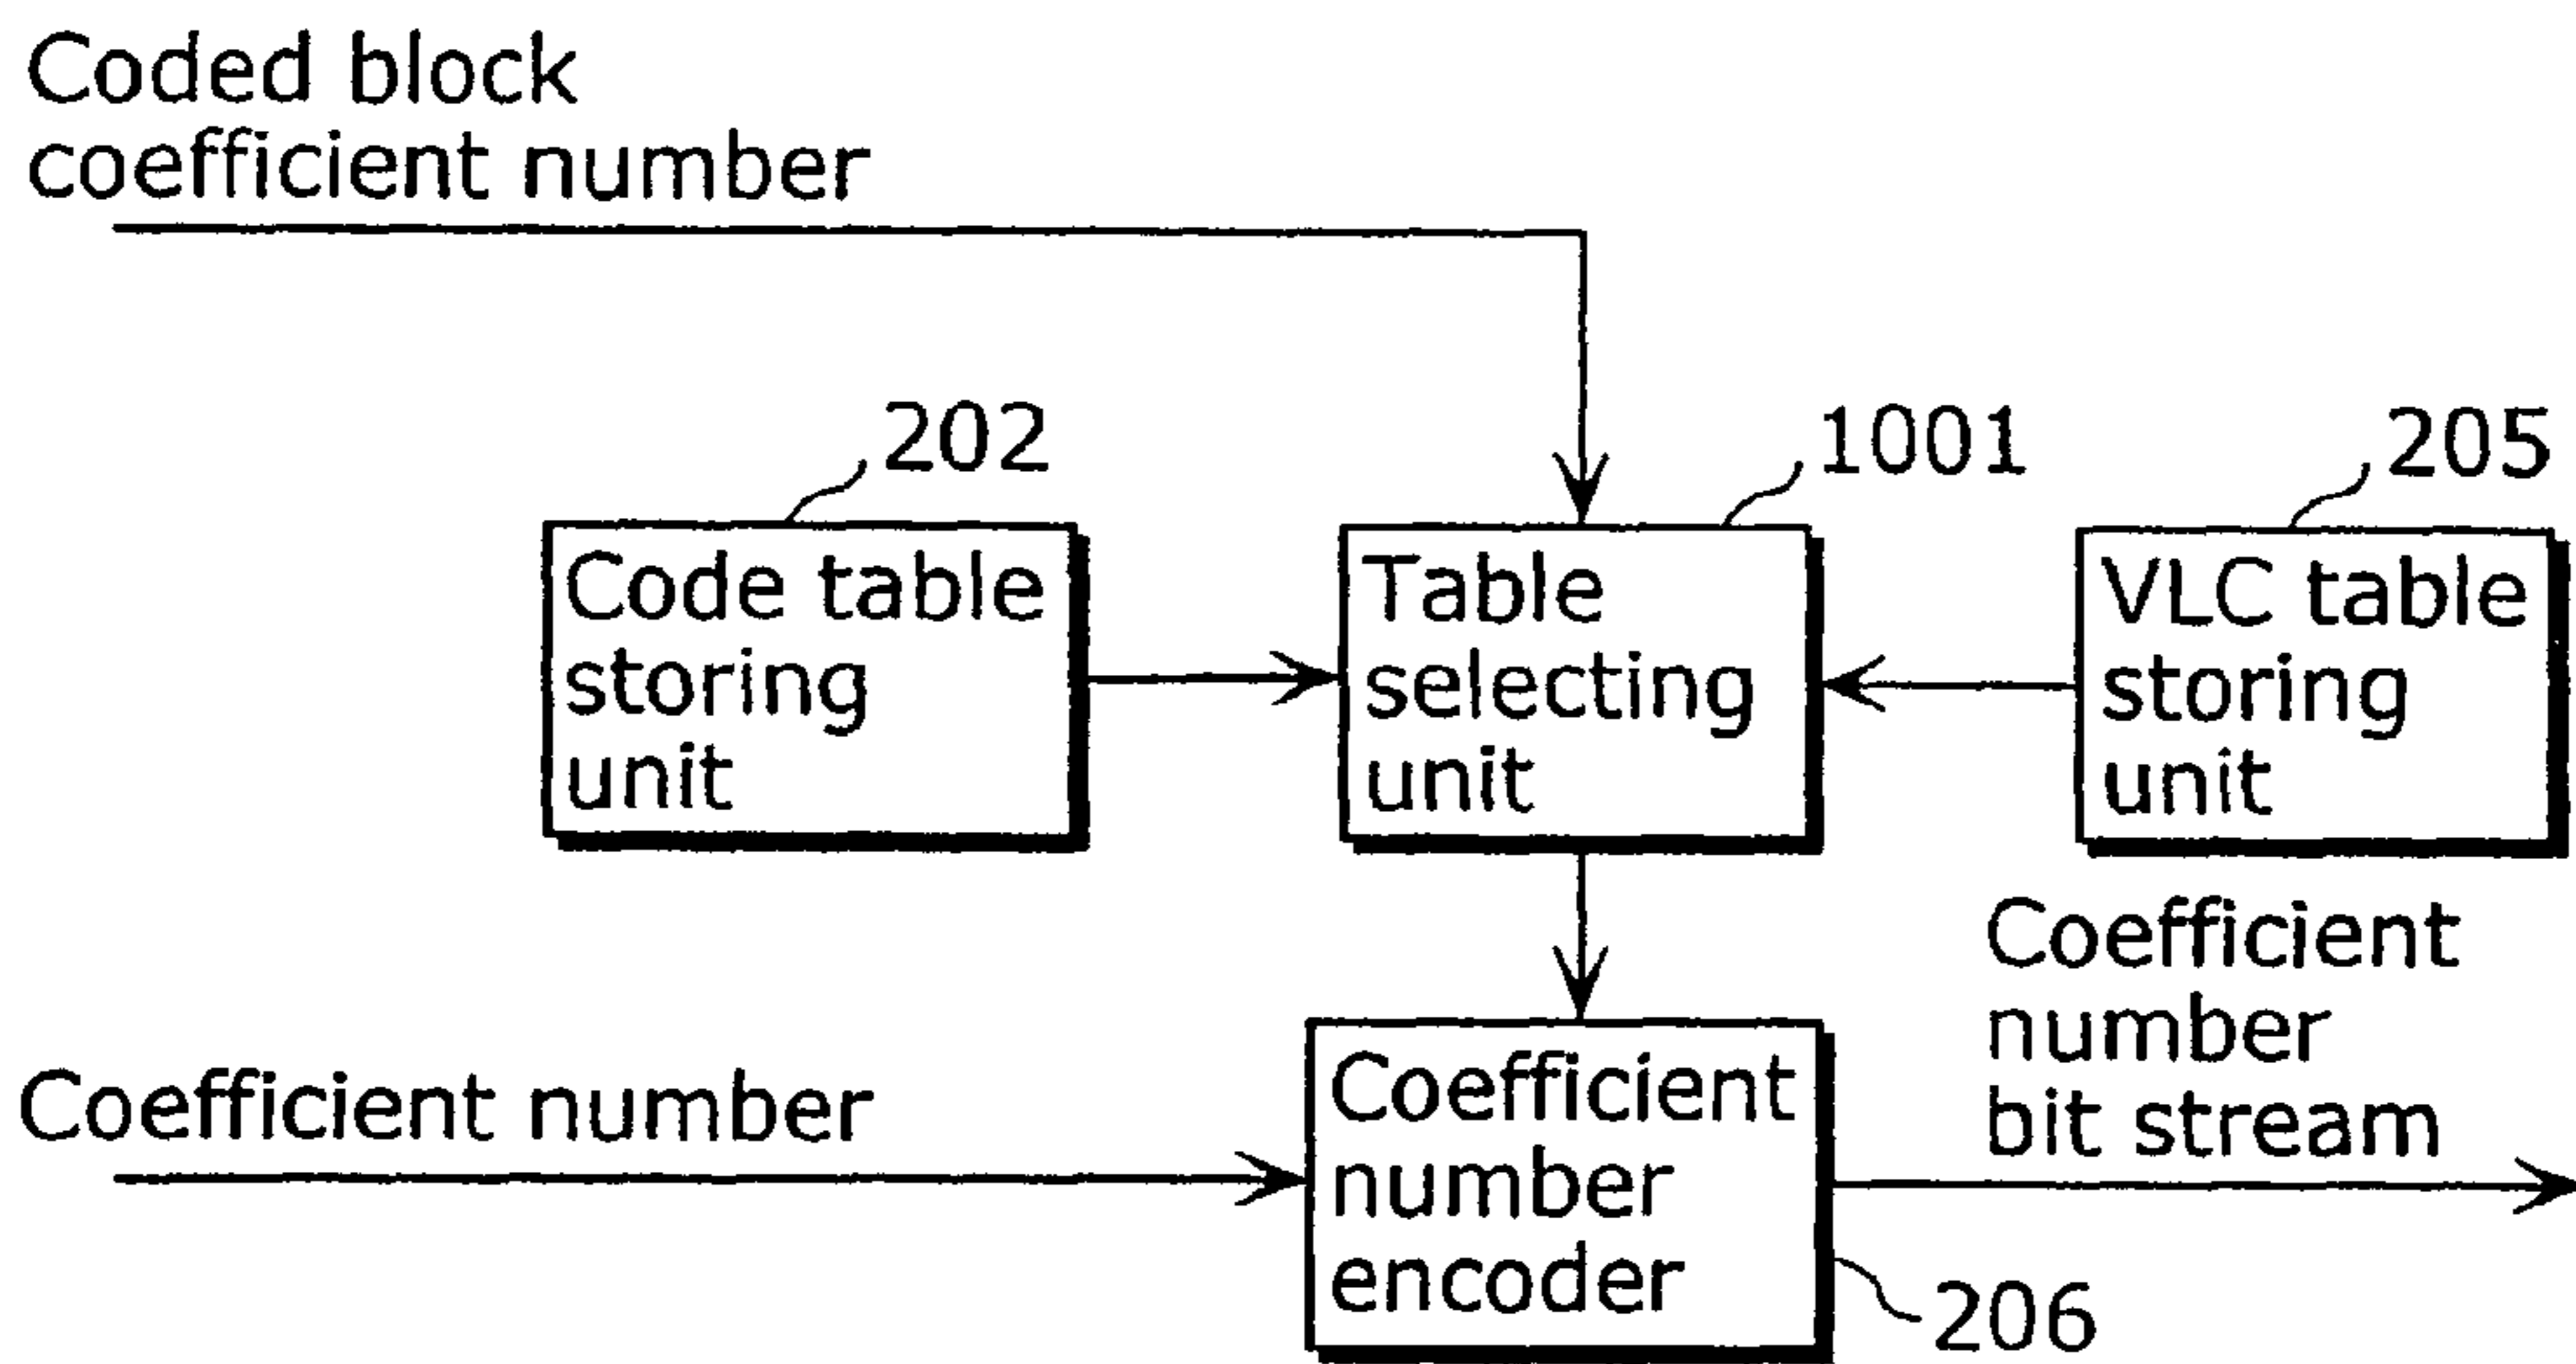 Coded block
coefficient number
202
1001
205
Code table
storing
unit
Table
selecting
unit
VLC table
storing
unit
Coefficient
number
bit stream
Coefficient number
Coefficient
number
encoder
206